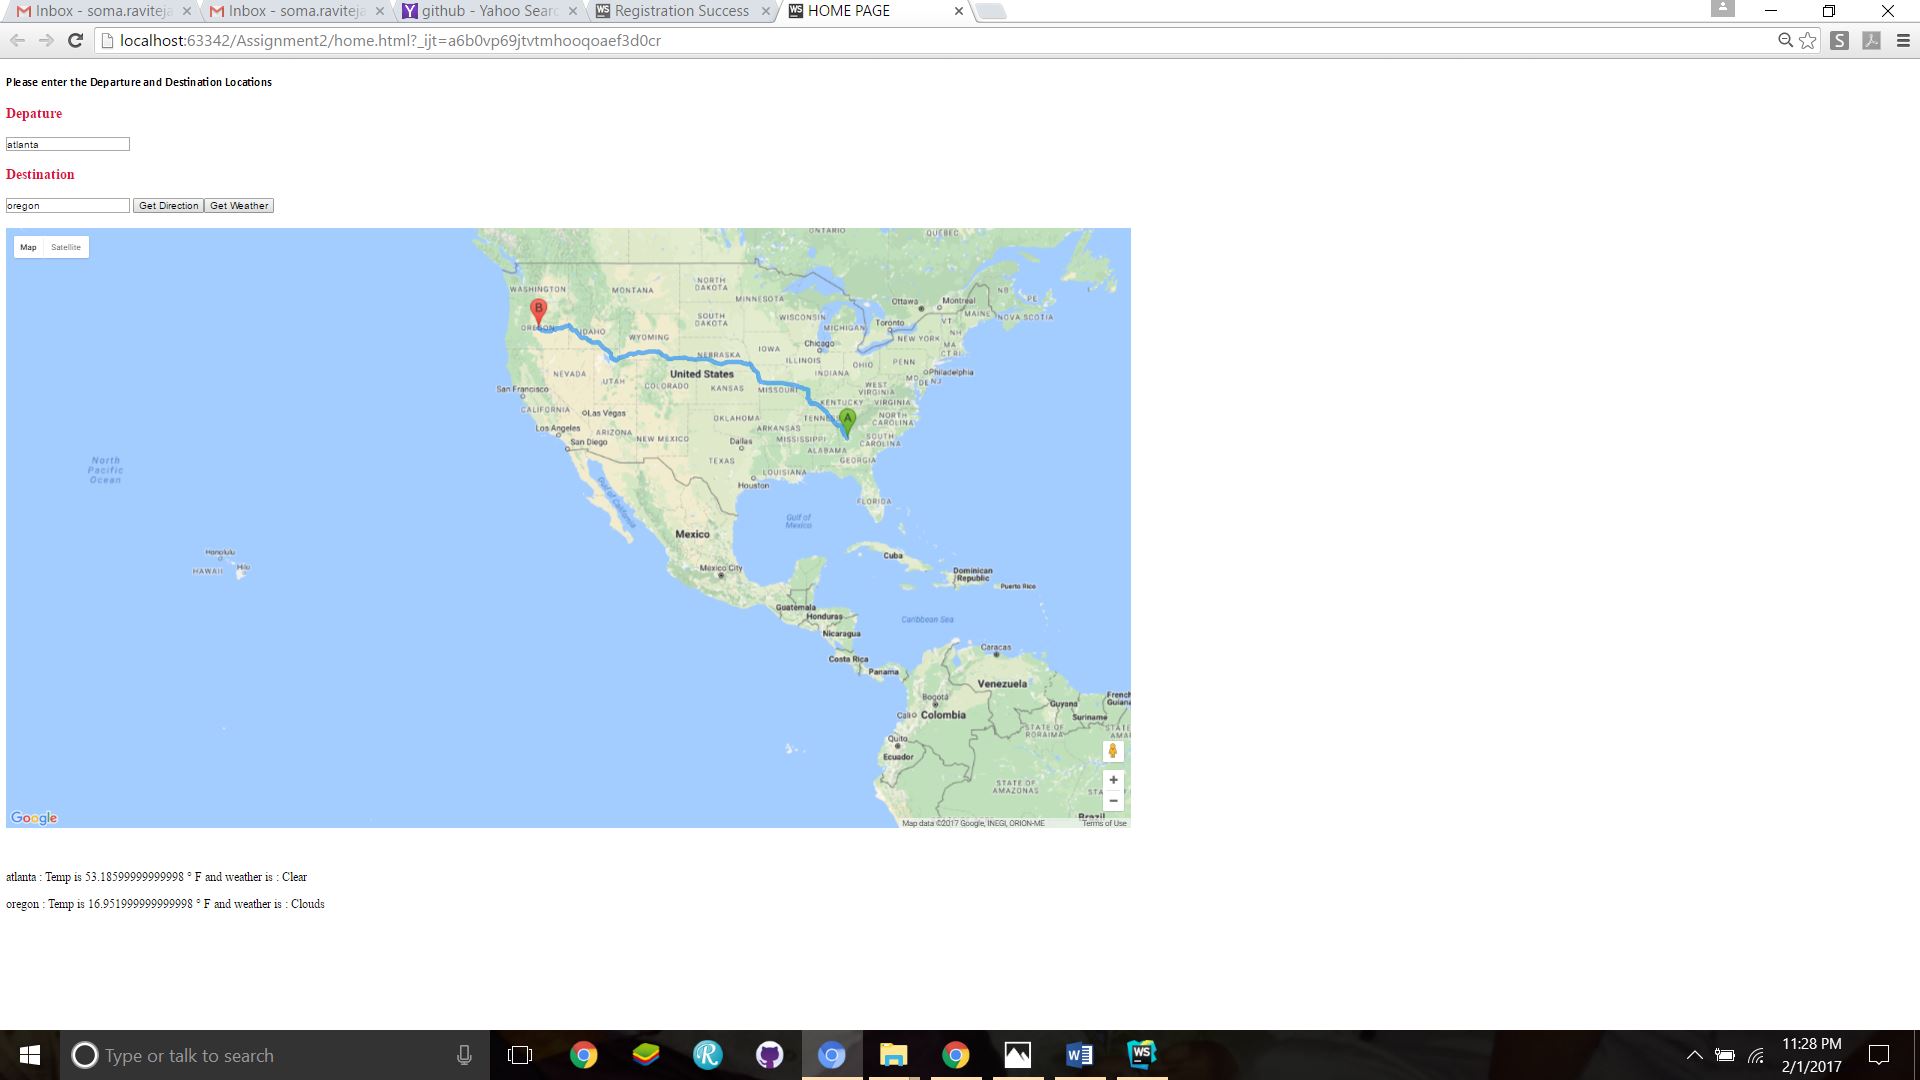 Inbox - soma.raviteja
Inbox - soma.raviteja
github - Yahoo Searc
Registration Success
HOME PAGE
localhost:63342/Assignment2/home.html?_ijt=a6b0vp69jtvtmhooqoaef3d0cr
Please enter the Departure and Destination Locations
Depature
atlanta
Destination
oregon Get Direction Get Weather
Map Satellite
ONTARIO
QUEBEC
WASHINGTON
MONTANA
NORTH DAKOTA
MINNESOTA
Ottawa
Montreal
NB
PE
MAINE
NOVA SCOTIA
OREGON
IDAHO
SOUTH DAKOTA
WISCONSIN
MICHIGAN
Toronto
VT
NH
NEW YORK
MA
CT RI
WYOMING
Chicago
IOWA
NEBRASKA
ILLINOIS
INDIANA
OHIO
PENN
Philadelphia
MD
DE NJ
NEVADA
UTAH
United States
COLORADO
KANSAS
MISSOURI
WEST VIRGINIA
KENTUCKY
VIRGINIA
San Francisco
CALIFORNIA
Las Vegas
OKLAHOMA
TENNES
NORTH CAROLINA
Los Angeles
ARIZONA
NEW MEXICO
ARKANSAS
MISSISSIPPI
SOUTH CAROLINA
San Diego
Dallas
ALABAMA
TEXAS
GEORGIA
LOUISIANA
Houston
FLORIDA
North Pacific Ocean
Gulf of California
Gulf of Mexico
Mexico
Honolulu
HAWAII
Hilo
Mexico City
Cuba
Dominican Republic
Puerto Rico
Guatemala
Honduras
Caribbean Sea
Nicaragua
Costa Rica
Panama
Caracas
Venezuela
Bogotá
Cali
Colombia
Guyana
French Guiana
Suriname
STATE OF RORAIMA
STATE
AMA
Quito
Ecuador
STATE OF AMAZONAS
STA
Brazil
B
A
Google
Map data ©2017 Google, INEGI, ORION-ME
Terms of Use
atlanta : Temp is 53.18599999999998 ° F and weather is : Clear
oregon : Temp is 16.951999999999998 ° F and weather is : Clouds
Type or talk to search
11:28 PM
2/1/2017